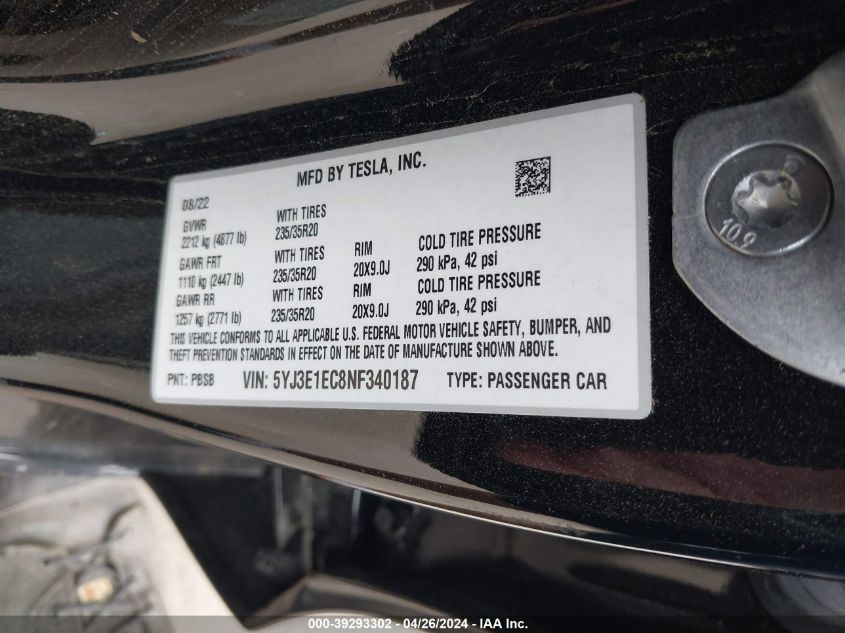 MFD BY TESLA, INC.
08/22
GVWR WITH TIRES
2212 kg (4877 lb) 235/35R20
GAWR FRT WITH TIRES RIM COLD TIRE PRESSURE
1110 kg (2447 lb) 235/35R20 20X9.0J 290 kPa, 42 psi
GAWR RR WITH TIRES RIM COLD TIRE PRESSURE
1257 kg (2771 lb) 235/35R20 20X9.0J 290 kPa, 42 psi
THIS VEHICLE CONFORMS TO ALL APPLICABLE U.S. FEDERAL MOTOR VEHICLE SAFETY, BUMPER, AND
THEFT PREVENTION STANDARDS IN EFFECT ON THE DATE OF MANUFACTURE SHOWN ABOVE.
PNT: PBSB VIN: 5YJ3E1EC8NF340187 TYPE: PASSENGER CAR
10.9
000-39293302 / 04/26/2024 - IAA Inc.